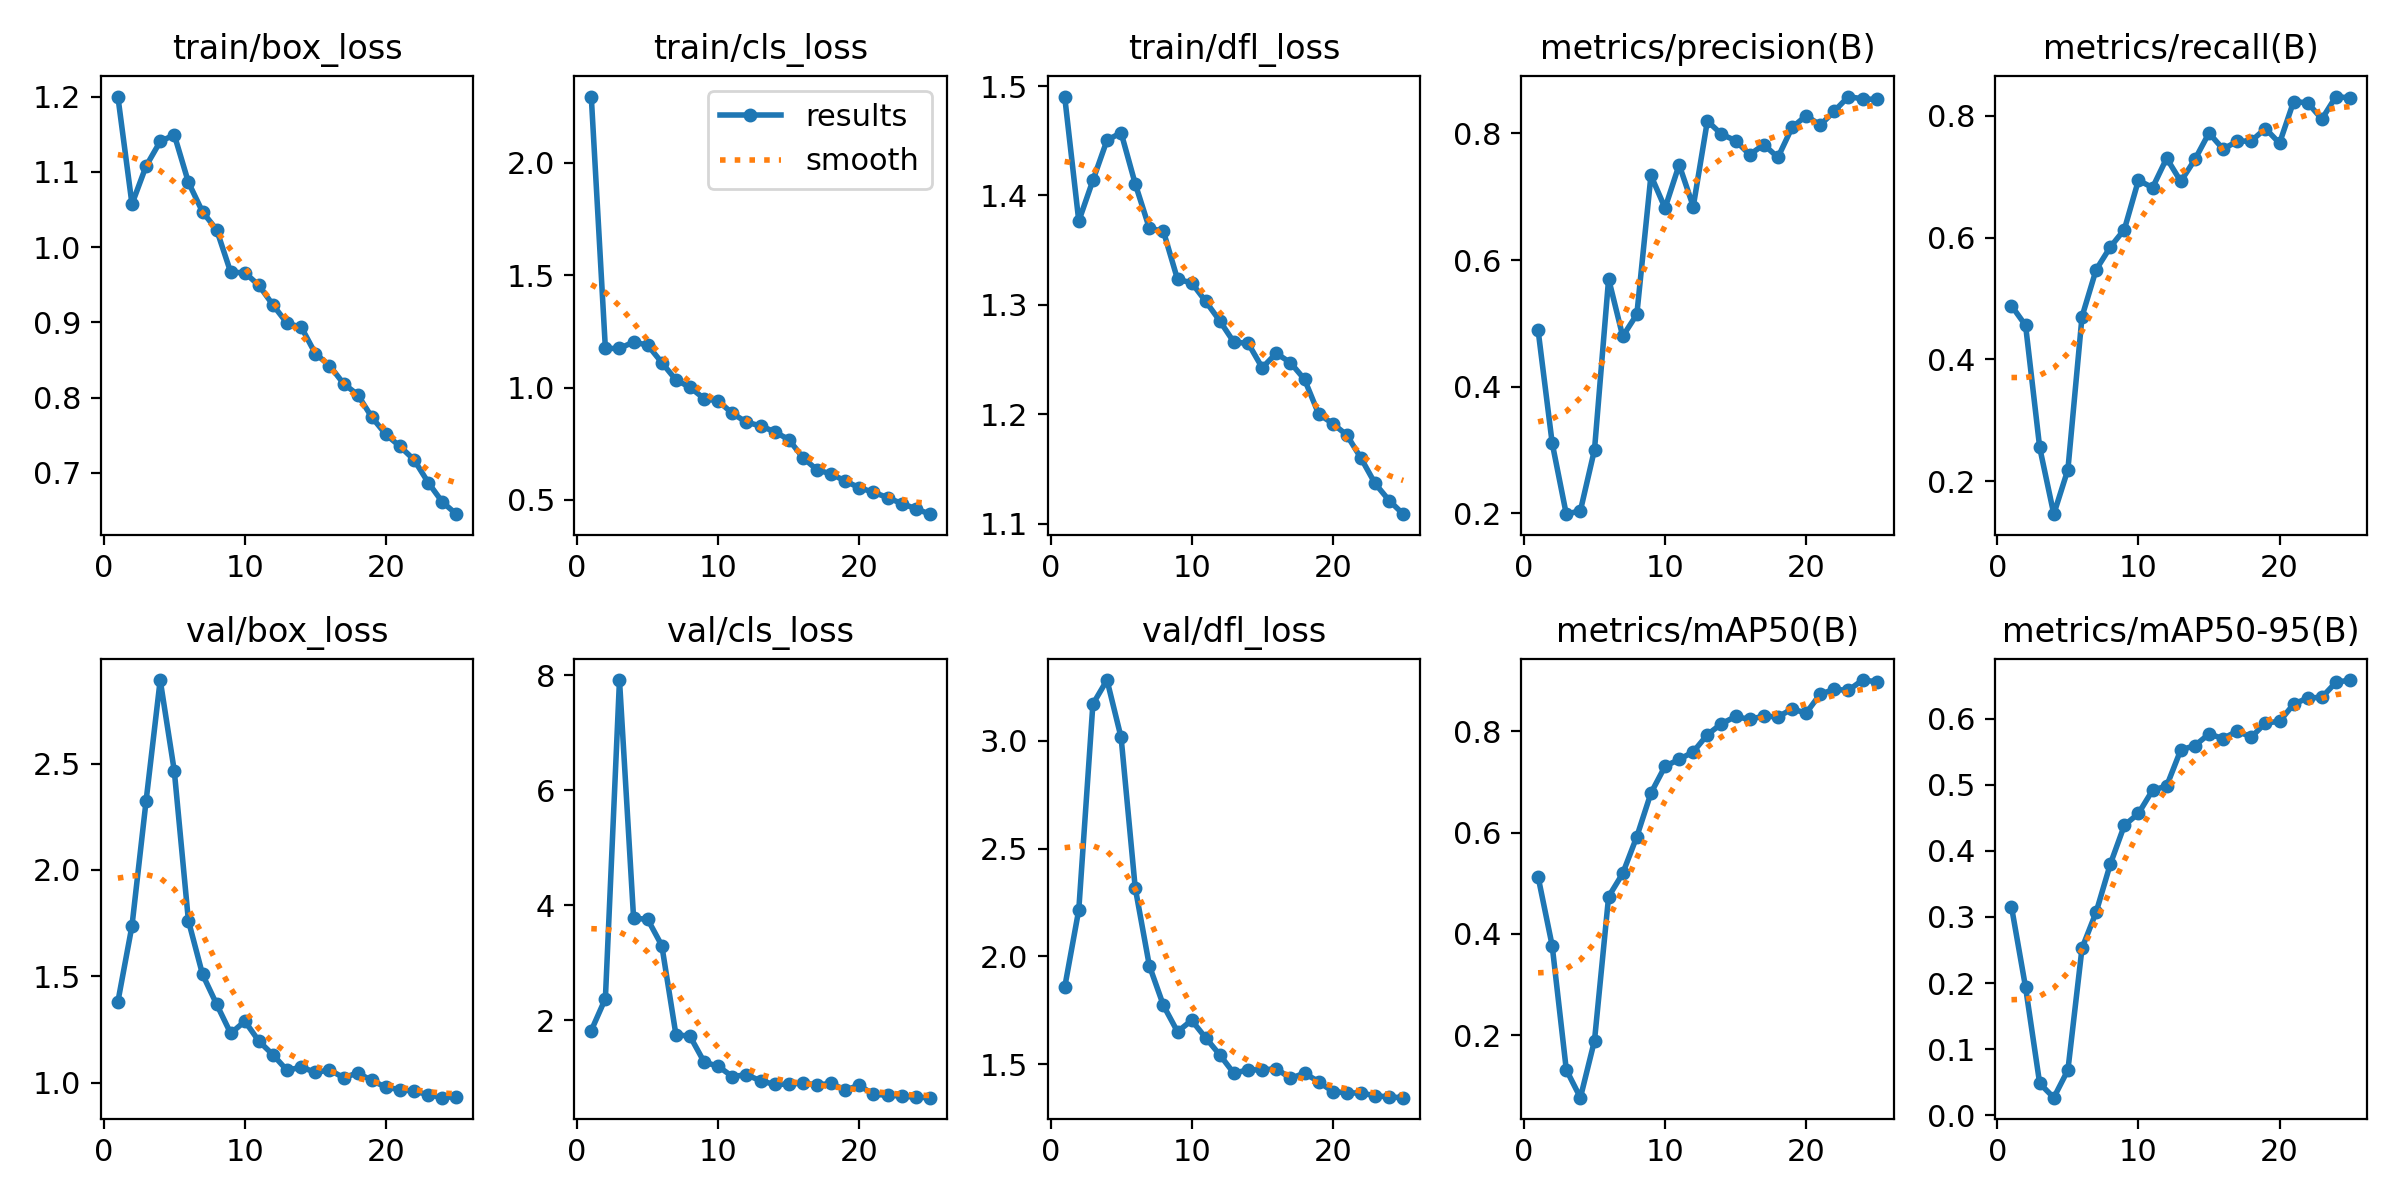 train/box_loss
train/cls_loss
train/dfl_loss
metrics/precision(B)
metrics/recall(B)
1.2
1.1
1.0
0.9
0.8
0.7
0 10 20
results
smooth
2.0
1.5
1.0
0.5
0 10 20
1.5
1.4
1.3
1.2
1.1
0 10 20
0.8
0.6
0.4
0.2
0 10 20
0.8
0.6
0.4
0.2
0 10 20
val/box_loss
val/cls_loss
val/dfl_loss
metrics/mAP50(B)
metrics/mAP50-95(B)
2.5
2.0
1.5
1.0
0 10 20
8
6
4
2
0 10 20
3.0
2.5
2.0
1.5
0 10 20
0.8
0.6
0.4
0.2
0 10 20
0.6
0.5
0.4
0.3
0.2
0.1
0.0
0 10 20